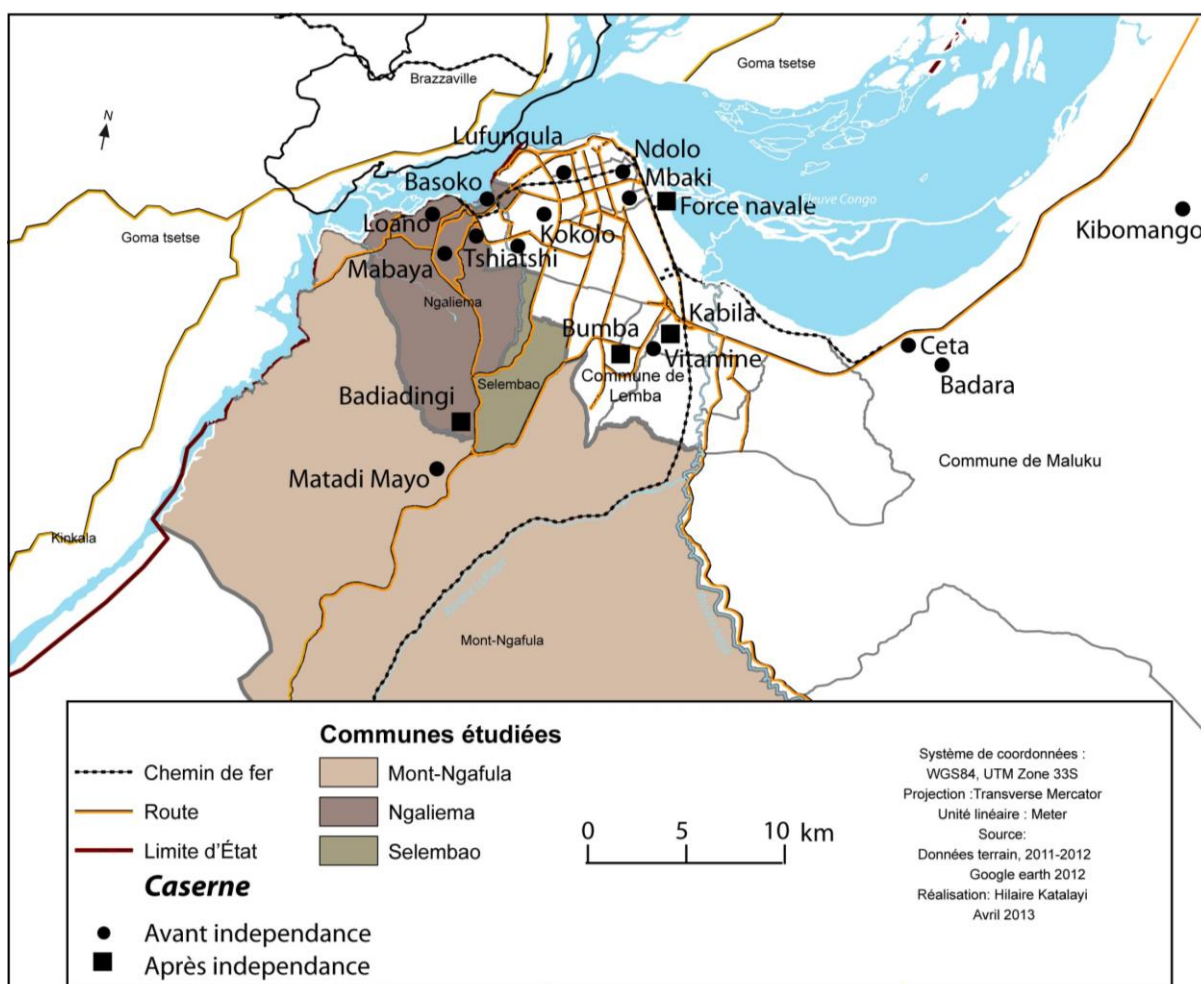 Goma tsetse
Brazzaville
N
Lufungula
Ndolo
Basoko
Mbaki
Force navale
Fleuve Congo
Loano
Kokolo
Kibomango
Goma tsetse
Tshiatshi
Mabaya
Ngaliema
Kabila
Bumba
Vitamine
Ceta
Commune de
Lemba
Badara
Selembao
Badiadingi
Commune de Maluku
Matadi Mayo
Kinkala
Mont-Ngafula
Communes étudiées
Chemin de fer
Mont-Ngafula
Route
Ngaliema
Limite d'État
Selembao
Caserne
Avant independance
Après independance
0 5 10 km
Système de coordonnées :
WGS84, UTM Zone 33S
Projection :Transverse Mercator
Unité linéaire : Meter
Source:
Données terrain, 2011-2012
Google earth 2012
Réalisation: Hilaire Katalayi
Avril 2013